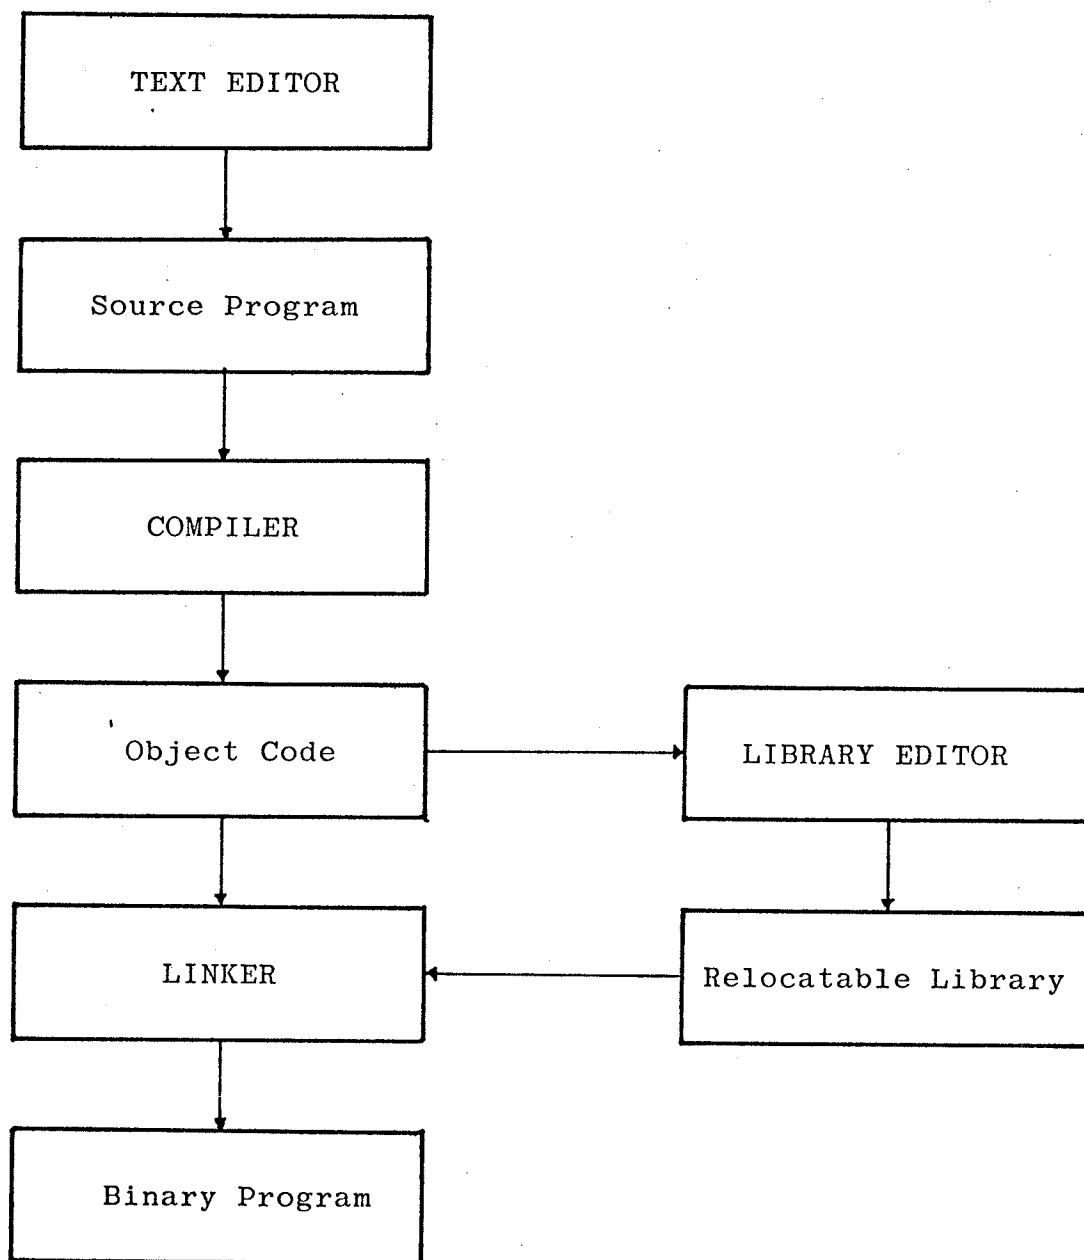 TEXT EDITOR
Source Program
COMPILER
Object Code
LIBRARY EDITOR
LINKER
Relocatable Library
Binary Program